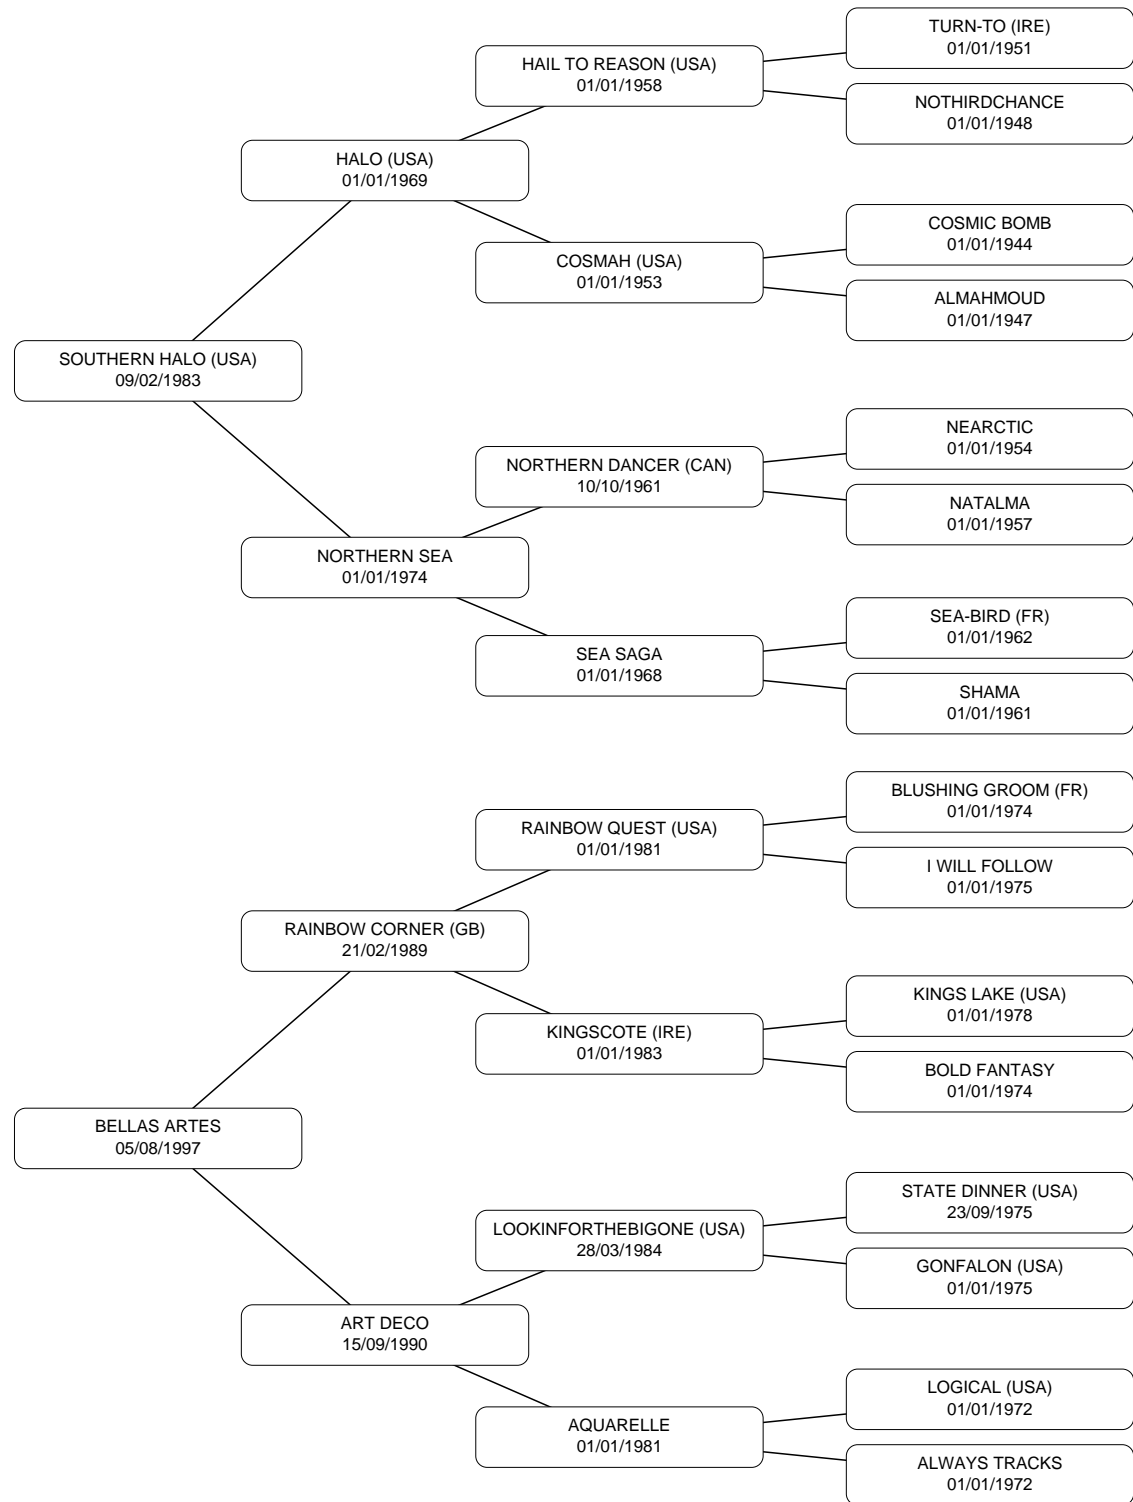 TURN-TO (IRE)
01/01/1951
HAIL TO REASON (USA)
01/01/1958
NOTHIRDCHANCE
01/01/1948
HALO (USA)
01/01/1969
COSMIC BOMB
01/01/1944
COSMAH (USA)
01/01/1953
ALMAHMOUD
01/01/1947
SOUTHERN HALO (USA)
09/02/1983
NEARCTIC
01/01/1954
NORTHERN DANCER (CAN)
10/10/1961
NATALMA
01/01/1957
NORTHERN SEA
01/01/1974
SEA-BIRD (FR)
01/01/1962
SEA SAGA
01/01/1968
SHAMA
01/01/1961
BLUSHING GROOM (FR)
01/01/1974
RAINBOW QUEST (USA)
01/01/1981
I WILL FOLLOW
01/01/1975
RAINBOW CORNER (GB)
21/02/1989
KINGS LAKE (USA)
01/01/1978
KINGSCOTE (IRE)
01/01/1983
BOLD FANTASY
01/01/1974
BELLAS ARTES
05/08/1997
STATE DINNER (USA)
23/09/1975
LOOKINFORTHEBIGONE (USA)
28/03/1984
GONFALON (USA)
01/01/1975
ART DECO
15/09/1990
LOGICAL (USA)
01/01/1972
AQUARELLE
01/01/1981
ALWAYS TRACKS
01/01/1972